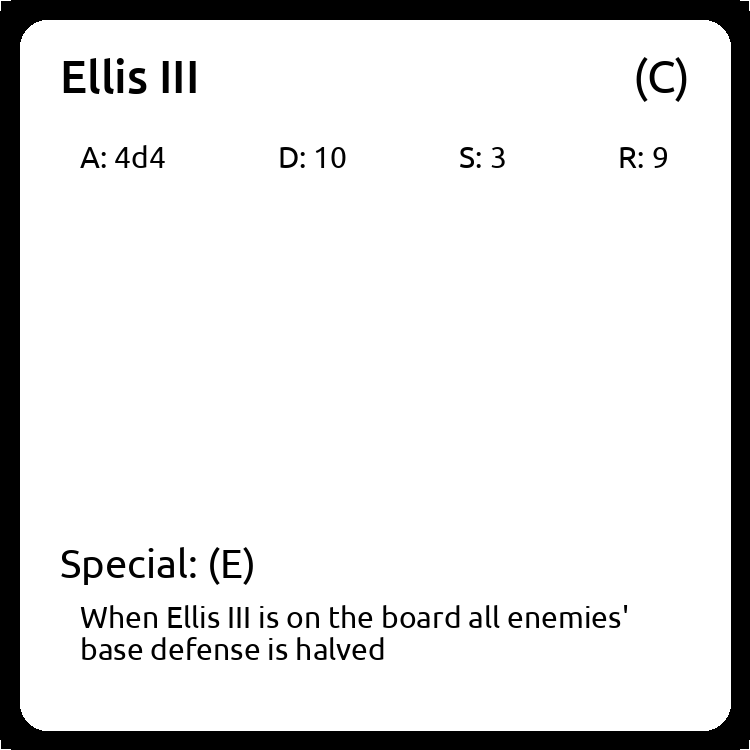 Ellis III (C)
A: 4d4 D: 10 S: 3 R: 9
Special: (E)
When Ellis III is on the board all enemies'
base defense is halved